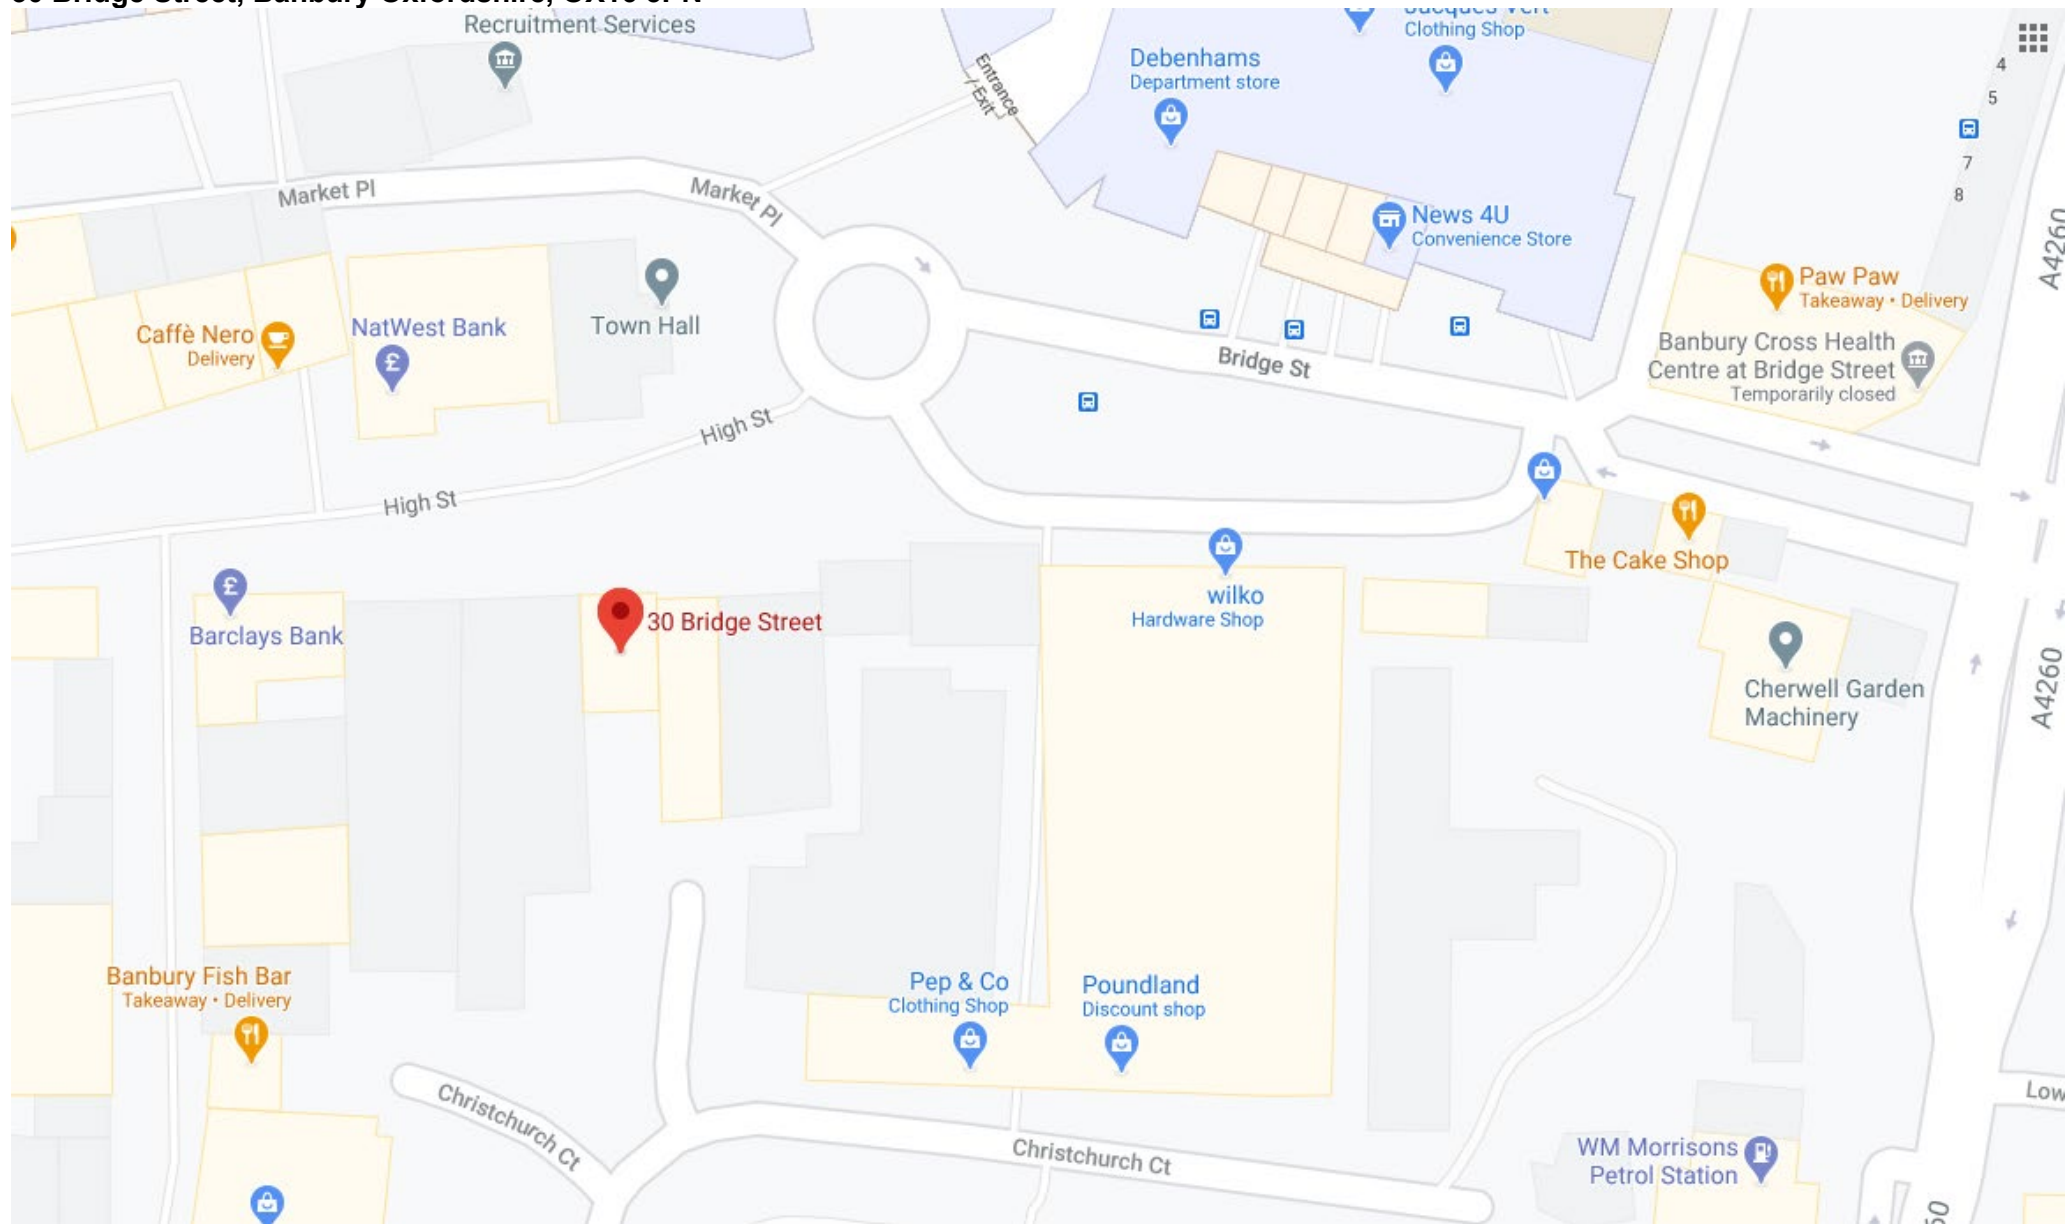 Recruitment Services
Jacques Vert
Clothing Shop
Debenhams
Department store
Entrance
/ Exit
4
5
7
8
News 4U
Convenience Store
Market Pl
Market Pl
A4260
Paw Paw
Takeaway • Delivery
Caffè Nero
Delivery
NatWest Bank
Town Hall
Banbury Cross Health
Centre at Bridge Street
Temporarily closed
Bridge St
High St
High St
The Cake Shop
wilko
Hardware Shop
Barclays Bank
30 Bridge Street
Cherwell Garden
Machinery
A4260
Banbury Fish Bar
Takeaway • Delivery
Pep & Co
Clothing Shop
Poundland
Discount shop
Low
Christchurch Ct
Christchurch Ct
WM Morrisons
Petrol Station